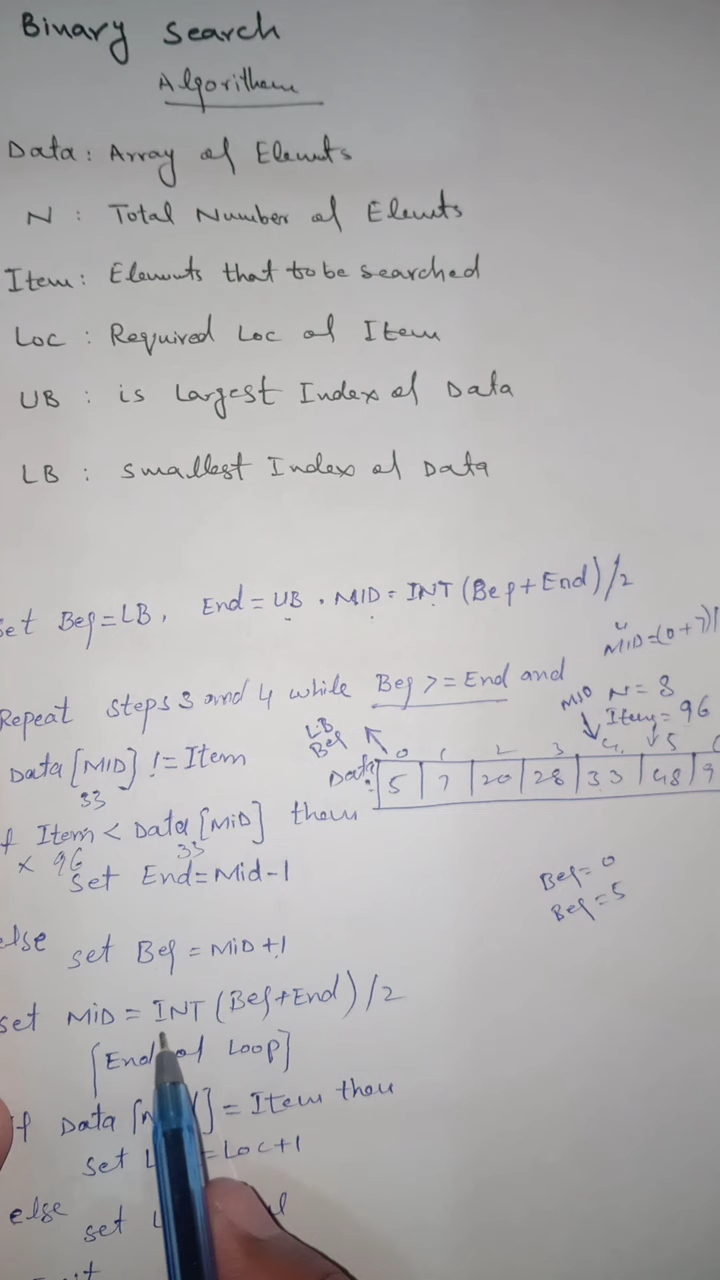 Binary Search
Algorithem
Data: Array of Elements
N : Total Number of Elements
Item: Elements that to be searched
Loc : Required Loc of Item
UB : is Largest Index of Data
LB : Smallest Index of Data
set Beg=LB, End=UB, MID=INT(Beg+End)/2
MID=(0+7)/
Repeat steps 3 and 4 while Beg>=End and
MID N=8
LB
Beg
Item=96
Data[MID] != Item
33
0 1 2 3 4 5
Data: 5 7 20 28 33 48 9
If Item<Data[MID] then
x 96 33
set End=Mid-1
Beg=0
Beg=5
else set Beg=MID+1
set MID=INT(Beg+End)/2
[End of Loop]
If Data =Item then
set =Loc+1
else set